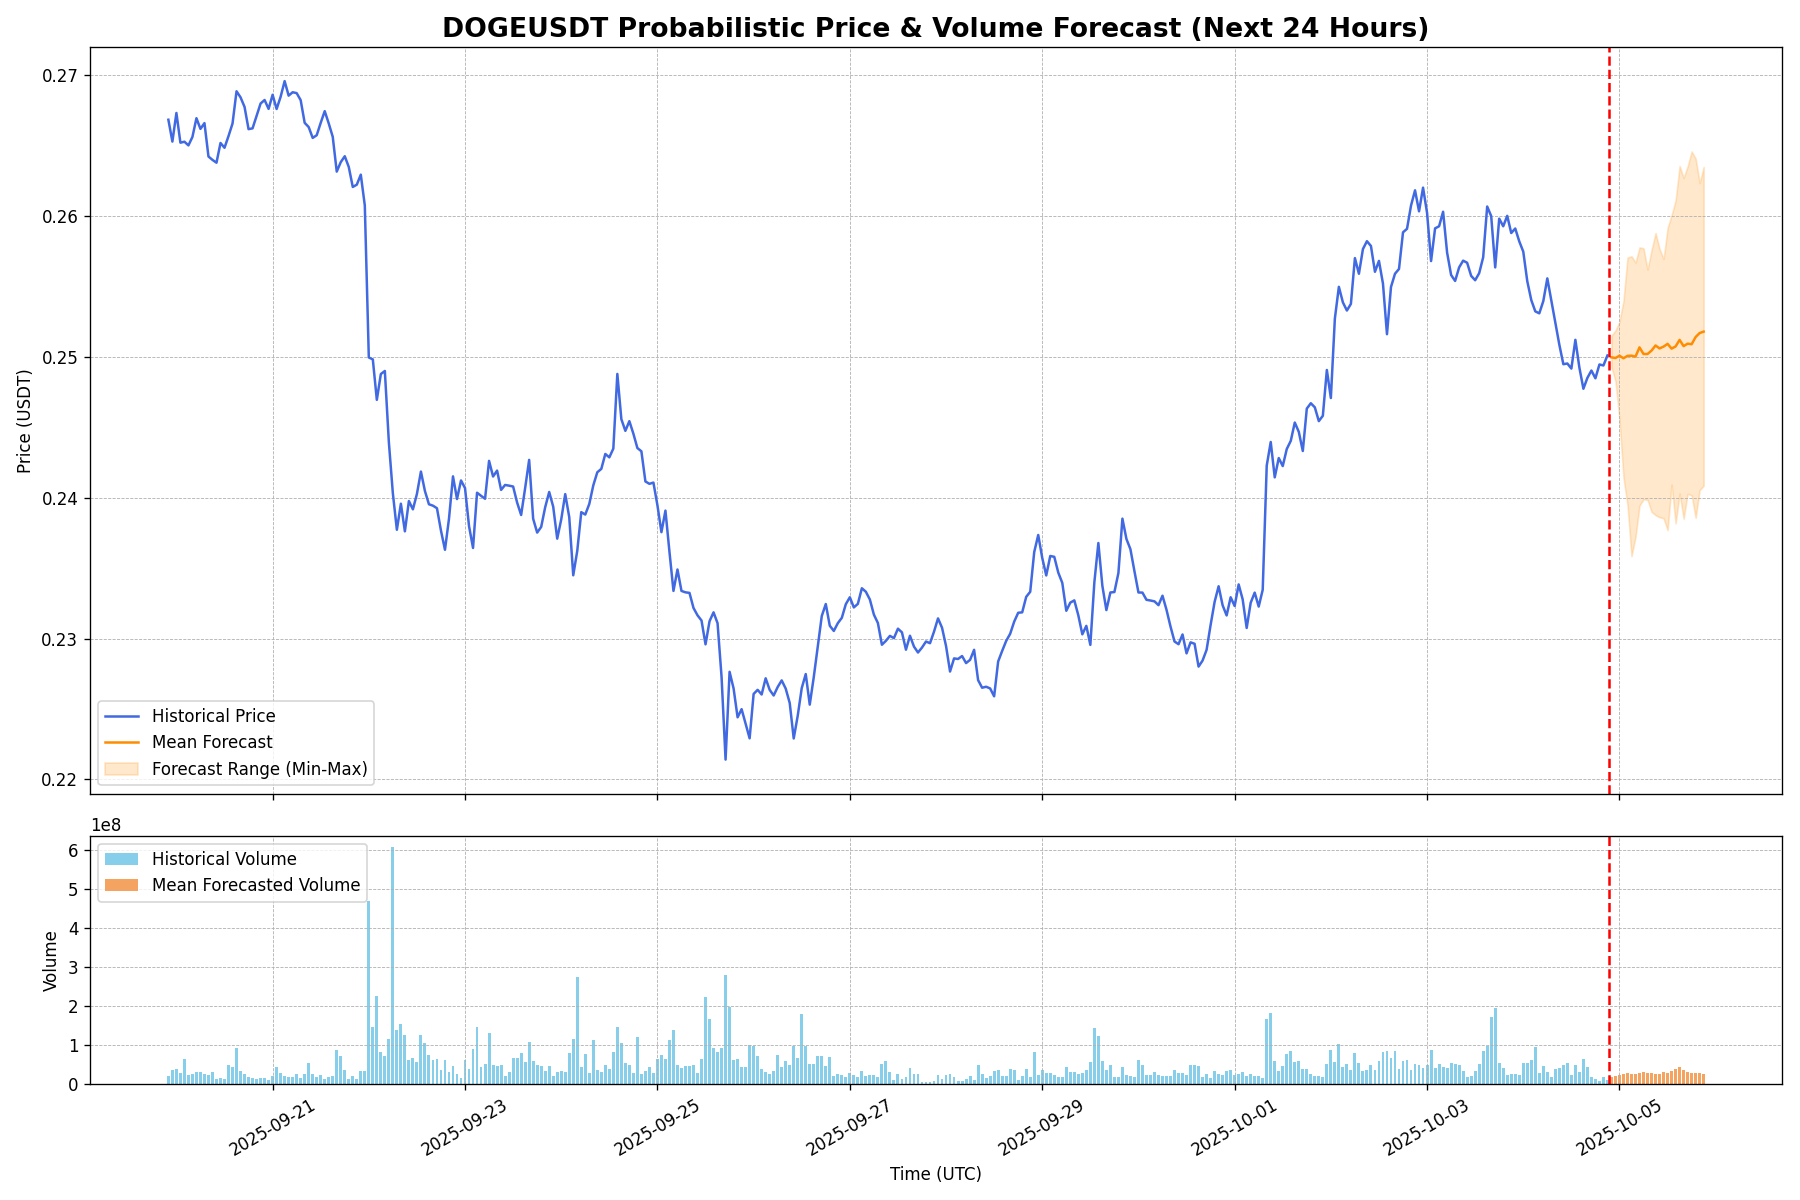 DOGEUSDT Probabilistic Price & Volume Forecast (Next 24 Hours)
0.27
0.26
0.25
0.24
0.23
0.22
Price (USDT)
Historical Price
Mean Forecast
Forecast Range (Min-Max)
1e8
6
5
4
3
2
1
0
Volume
Historical Volume
Mean Forecasted Volume
2025-09-21
2025-09-23
2025-09-25
2025-09-27
2025-09-29
2025-10-01
2025-10-03
2025-10-05
Time (UTC)